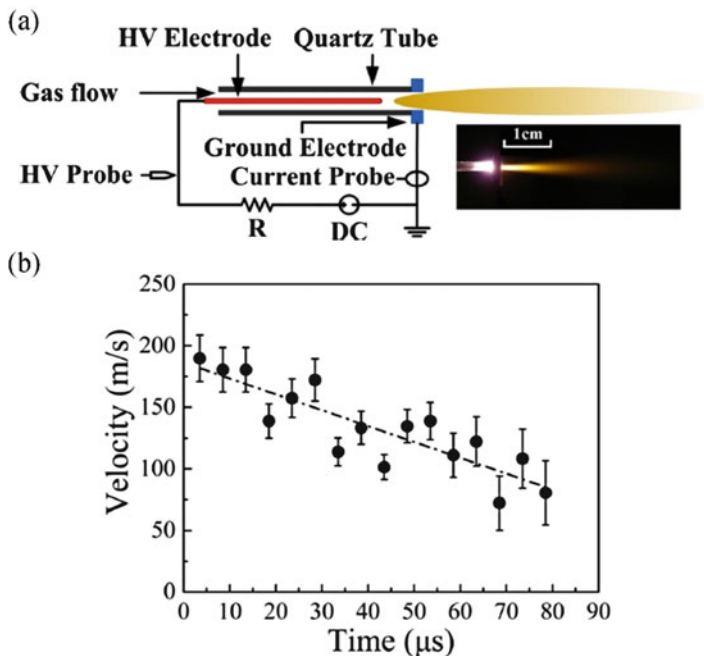 (a)
HV Electrode Quartz Tube
Gas flow
1cm
Ground Electrode
HV Probe
Current Probe
R DC
(b)
250
200
150
100
50
0
Velocity (m/s)
0 10 20 30 40 50 60 70 80 90
Time (μs)